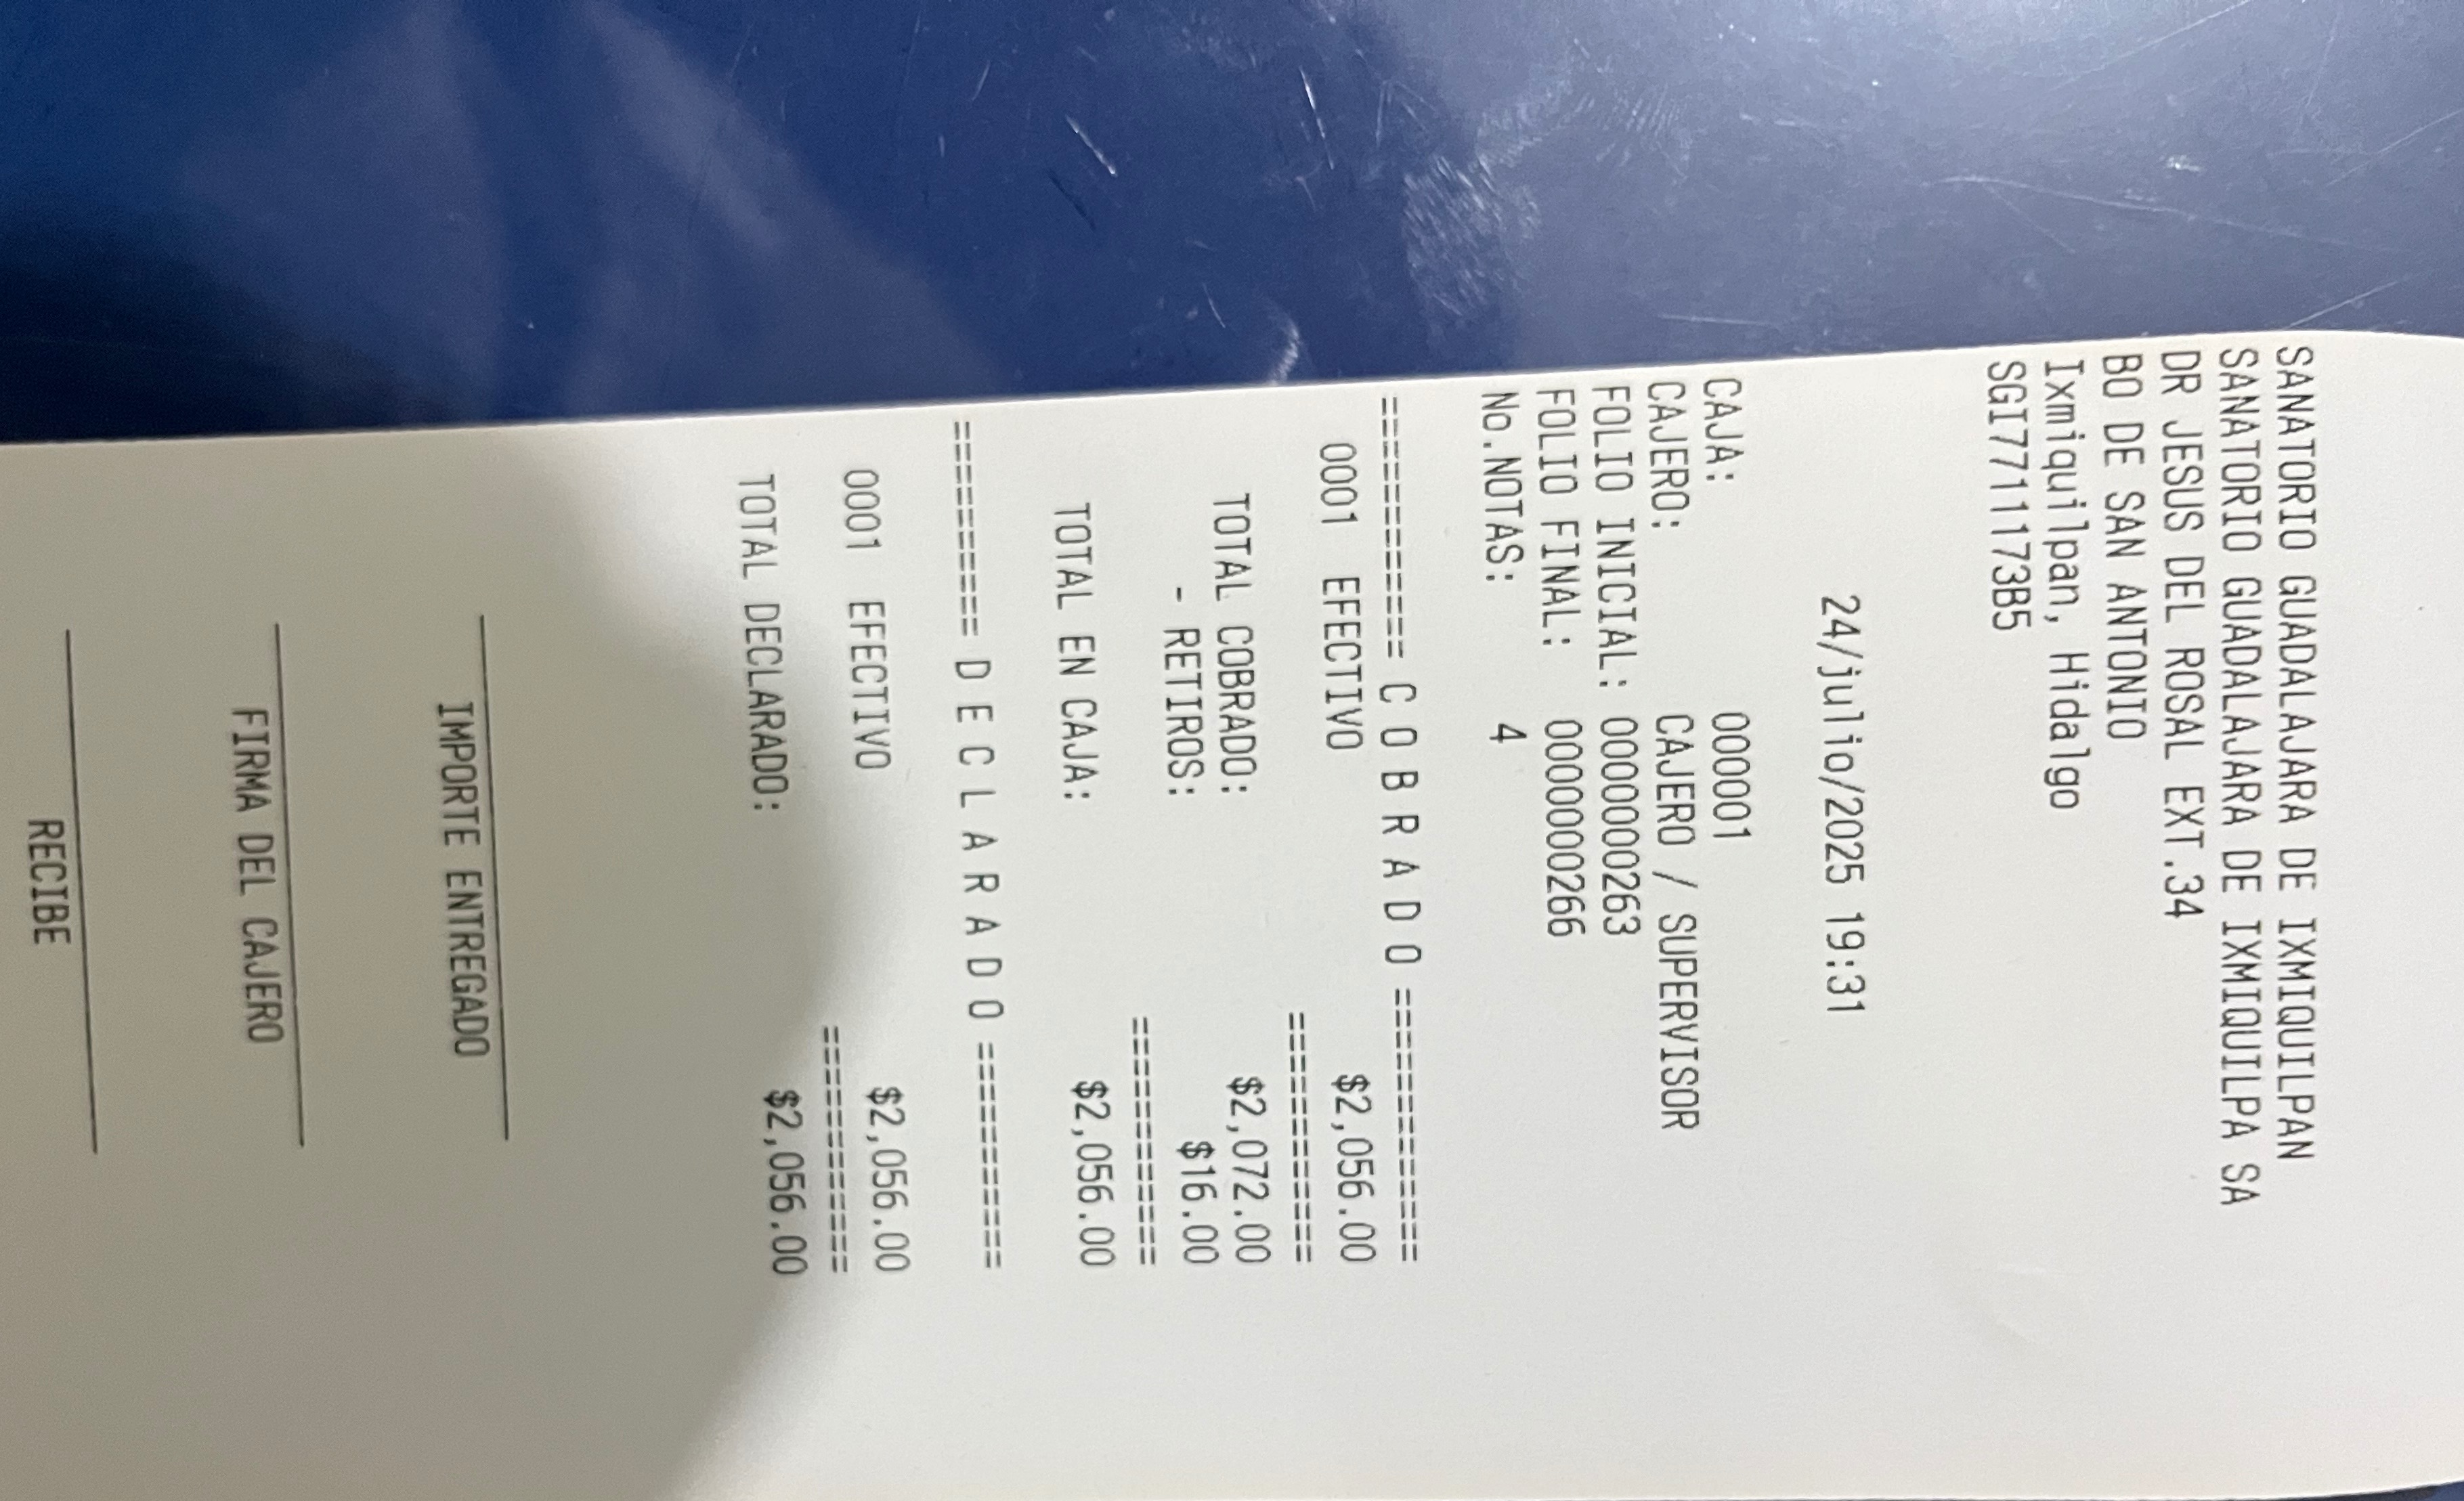 SANATORIO GUADALAJARA DE IXMIQUILPAN
SANATORIO GUADALAJARA DE IXMIQUILPA SA
DR JESUS DEL ROSAL EXT.34
BO DE SAN ANTONIO
Ixmiquilpan, Hidalgo
SGI7711173B5
24/julio/2025 19:31
CAJA: 000001
CAJERO: CAJERO / SUPERVISOR
FOLIO INICIAL: 0000000263
FOLIO FINAL: 0000000266
No.NOTAS: 4
=========== C O B R A D O ============
0001 EFECTIVO $2,056.00
===========
TOTAL COBRADO: $2,072.00
- RETIROS: $16.00
===========
TOTAL EN CAJA: $2,056.00
========= D E C L A R A D O ==========
0001 EFECTIVO $2,056.00
===========
TOTAL DECLARADO: $2,056.00
IMPORTE ENTREGADO
FIRMA DEL CAJERO
RECIBE